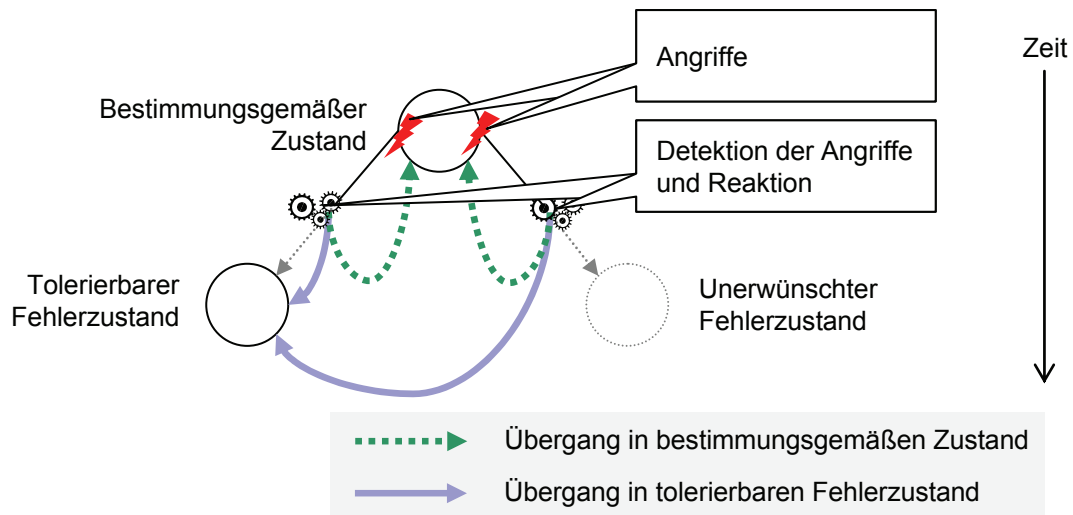 Angriffe
Zeit
Bestimmungsgemäßer
Zustand
Detektion der Angriffe
und Reaktion
Tolerierbarer
Fehlerzustand
Unerwünschter
Fehlerzustand
Übergang in bestimmungsgemäßen Zustand
Übergang in tolerierbaren Fehlerzustand